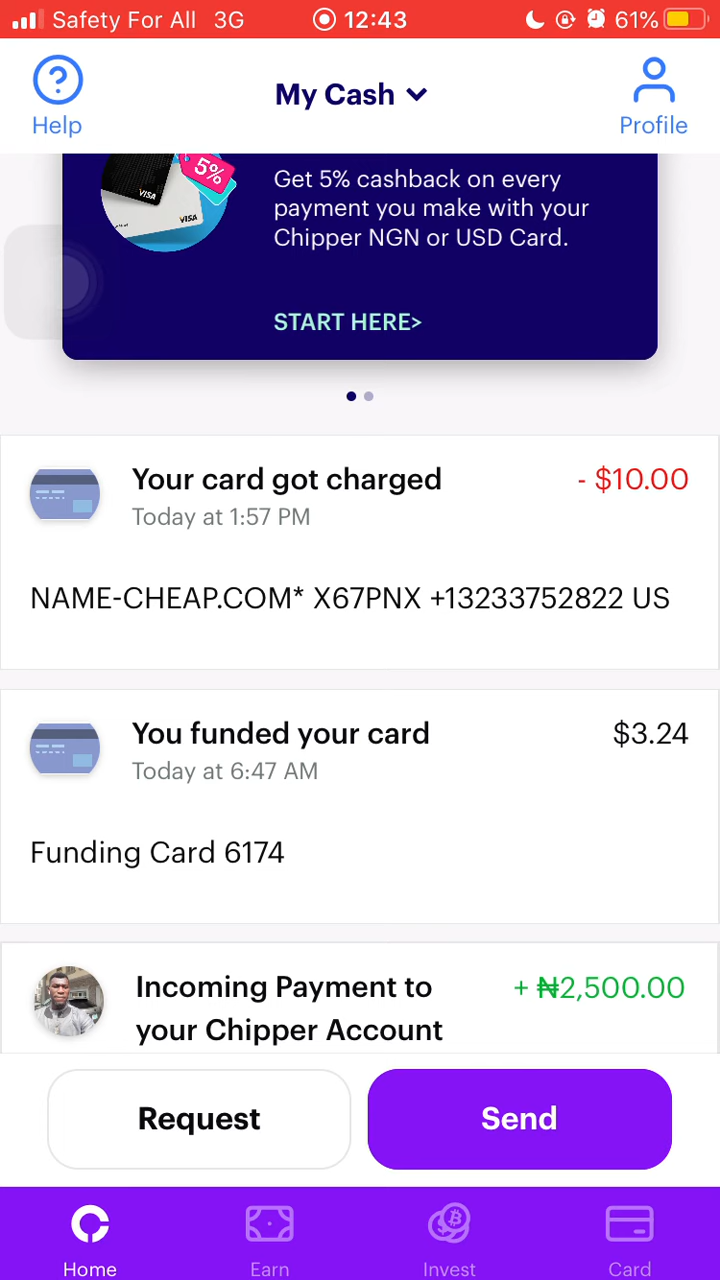 Safety For All 3G 12:43 61%
Help
My Cash
Profile
5%
VISA
VISA
Get 5% cashback on every
payment you make with your
Chipper NGN or USD Card.
START HERE>
Your card got charged - $10.00
Today at 1:57 PM
NAME-CHEAP.COM* X67PNX +13233752822 US
You funded your card $3.24
Today at 6:47 AM
Funding Card 6174
Incoming Payment to + ₦2,500.00
your Chipper Account
Request Send
Home Earn Invest Card